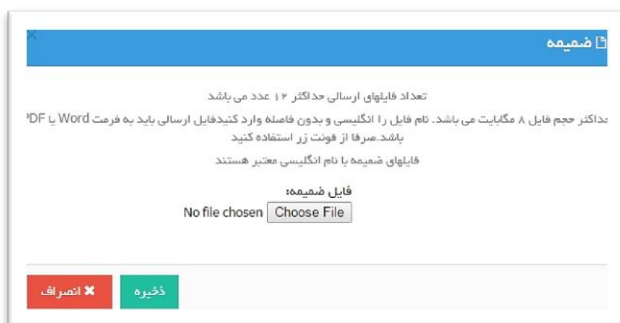 ضمیمه
تعداد فایلهای ارسالی حداکثر ۱۲ عدد می باشد
حداکثر حجم فایل ۸ مگابایت می باشد. نام فایل را انگلیسی و بدون فاصله وارد کنیدفایل ارسالی باید به فرمت Word یا PDF
باشد.صرفا از فونت زر استفاده کنید
فایلهای ضمیمه با نام انگلیسی معتبر هستند
فایل ضمیمه:
Choose File No file chosen
ذخیره
✖ انصراف